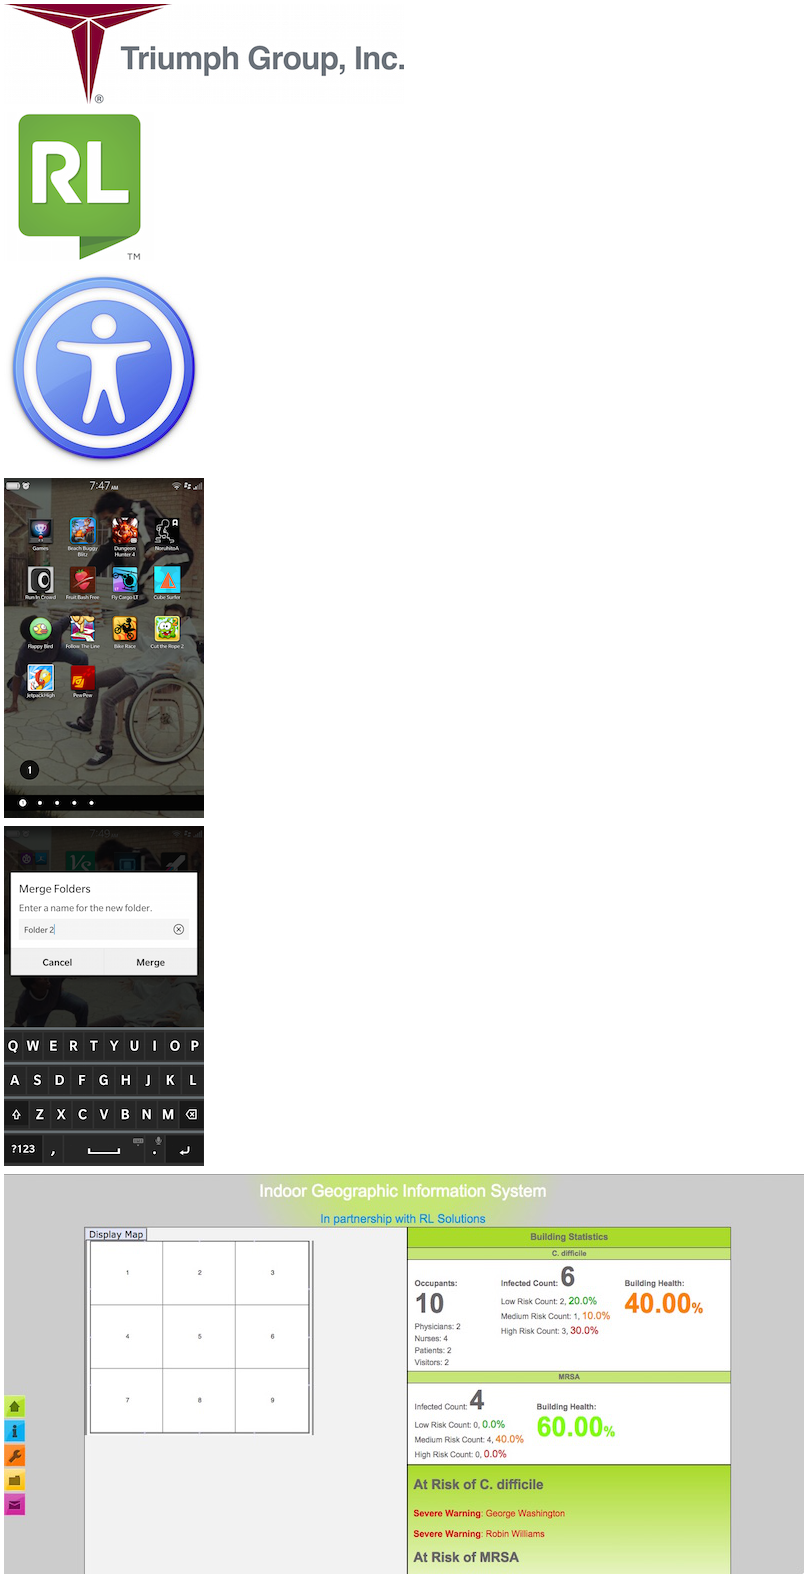 Triumph Group, Inc.
®
RL
TM
7:47 AM
Games
Beach Buggy Blitz
Dungeon Hunter 4
NoruhitoA
Run In Crowd
Fruit Bash Free
Fly Cargo LT
Cube Surfer
Flappy Bird
Follow The Line
Bike Race
Cut the Rope 2
JetpackHigh
PewPew
1
Merge Folders
Enter a name for the new folder.
Folder 2
Cancel Merge
Q W E R T Y U I O P
A S D F G H J K L
Z X C V B N M
?123 , .
Indoor Geographic Information System
In partnership with RL Solutions
Display Map
1 2 3
4 5 6
7 8 9
Building Statistics
C. difficile
Occupants:
10
Physicians: 2
Nurses: 4
Patients: 2
Visitors: 2
Infected Count: 6
Low Risk Count: 2, 20.0%
Medium Risk Count: 1, 10.0%
High Risk Count: 3, 30.0%
Building Health:
40.00%
MRSA
Infected Count: 4
Low Risk Count: 0, 0.0%
Medium Risk Count: 4, 40.0%
High Risk Count: 0, 0.0%
Building Health:
60.00%
At Risk of C. difficile
Severe Warning: George Washington
Severe Warning: Robin Williams
At Risk of MRSA